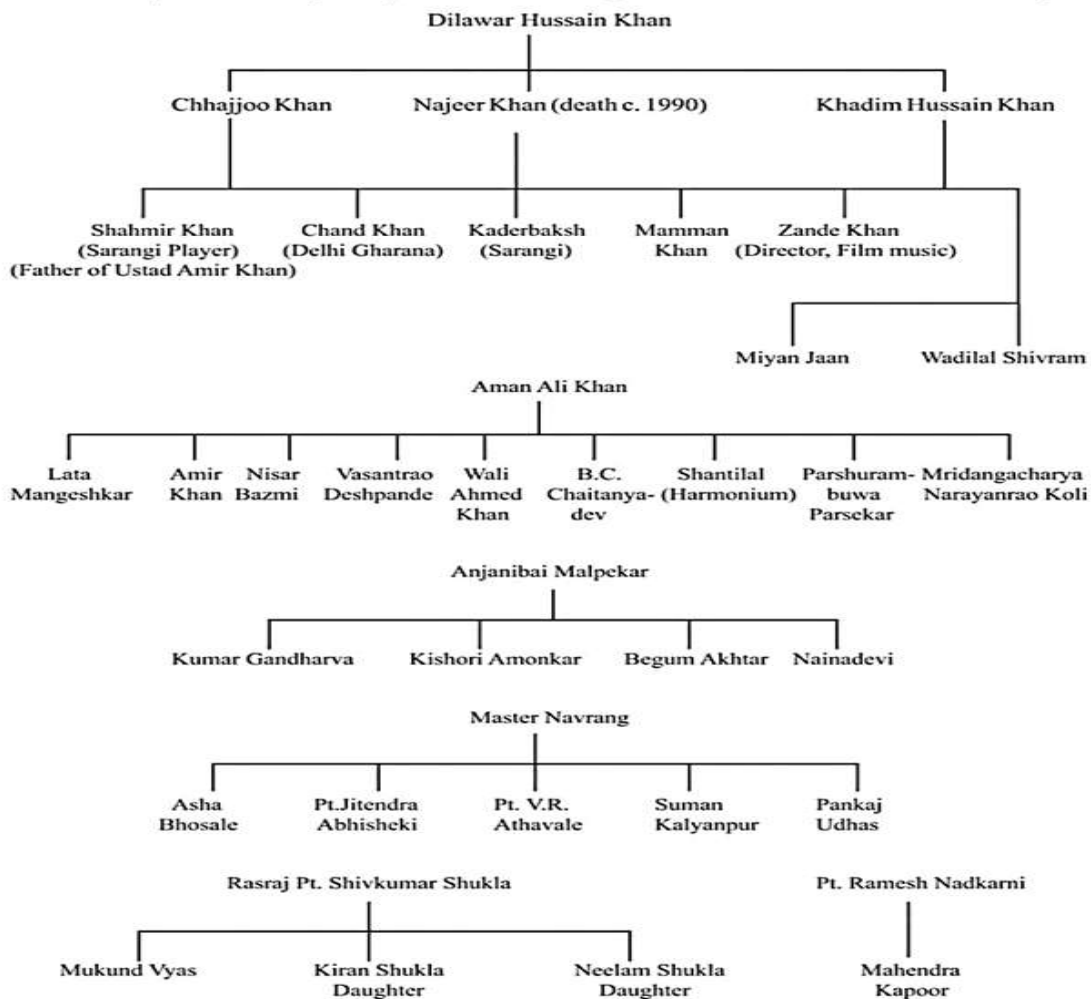 Dilawar Hussain Khan
Chhajjoo Khan Najeer Khan (death c. 1990) Khadim Hussain Khan
Shahmir Khan Chand Khan Kaderbaksh Mamman Zande Khan
(Sarangi Player) (Delhi Gharana) (Sarangi) Khan (Director, Film music)
(Father of Ustad Amir Khan)
Miyan Jaan Wadilal Shivram
Aman Ali Khan
Lata Amir Nisar Vasantrao Wali B.C. Shantilal Parshuram- Mridangacharya
Mangeshkar Khan Bazmi Deshpande Ahmed Chaitanya- (Harmonium) buwa Narayanrao Koli
Khan dev Parsekar
Anjanibai Malpekar
Kumar Gandharva Kishori Amonkar Begum Akhtar Nainadevi
Master Navrang
Asha Pt.Jitendra Pt. V.R. Suman Pankaj
Bhosale Abhisheki Athavale Kalyanpur Udhas
Rasraj Pt. Shivkumar Shukla Pt. Ramesh Nadkarni
Mukund Vyas Kiran Shukla Neelam Shukla Mahendra
Daughter Daughter Kapoor